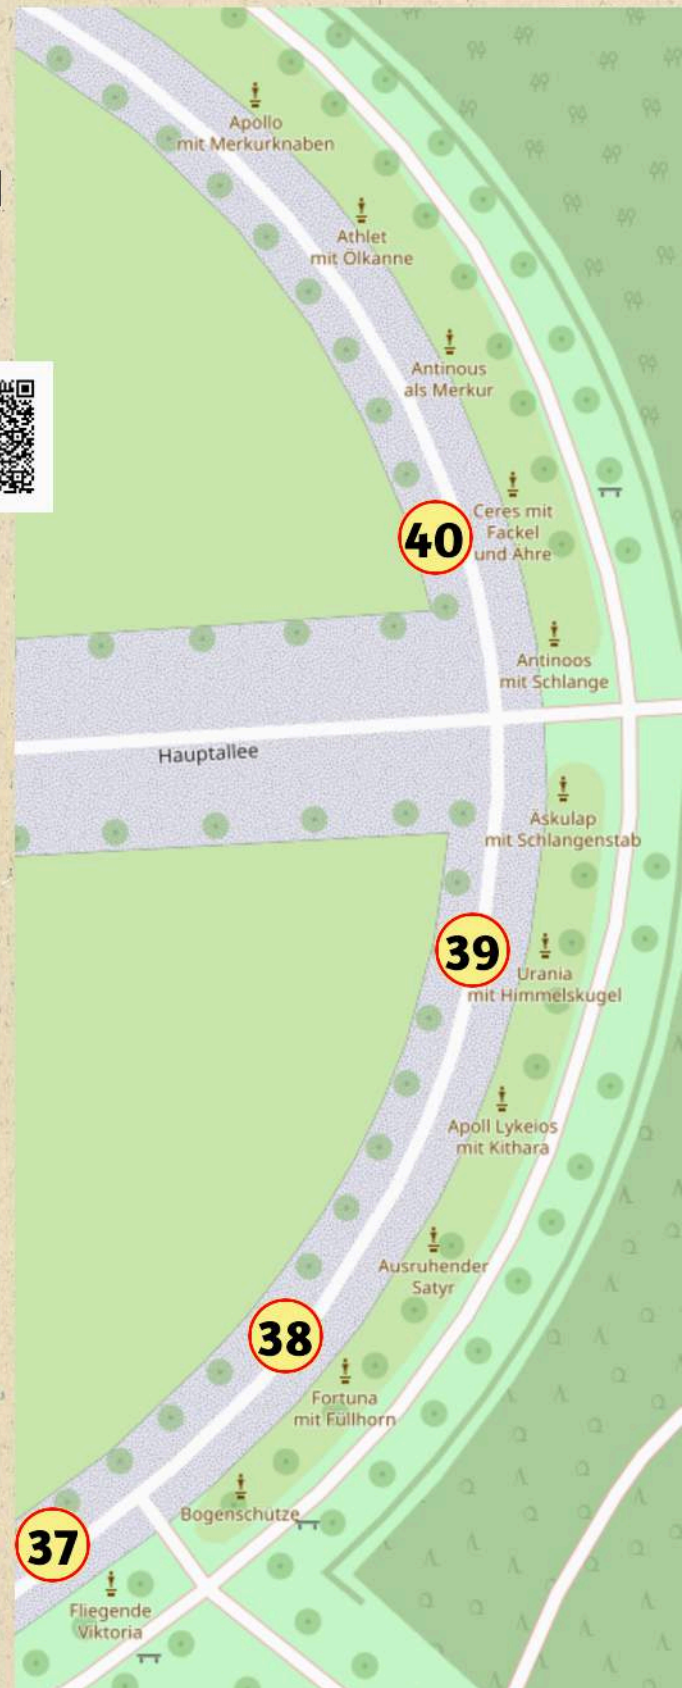 Apollo
mit Merkurknaben
Athlet
mit Ölkanne
Antinous
als Merkur
Ceres mit
Fackel
und Ähre
40
Antinoos
mit Schlange
Hauptallee
Äskulap
mit Schlangenstab
39
Urania
mit Himmelskugel
Apoll Lykeios
mit Kithara
Ausruhender
Satyr
38
Fortuna
mit Füllhorn
Bogenschütze
37
Fliegende
Viktoria